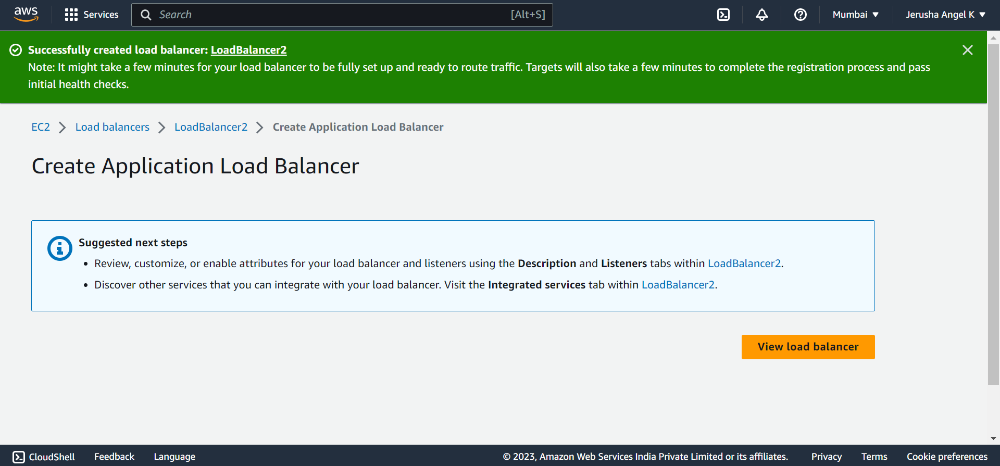 aws Services Search [Alt+S] Mumbai Jerusha Angel K
Successfully created load balancer: LoadBalancer2
Note: It might take a few minutes for your load balancer to be fully set up and ready to route traffic. Targets will also take a few minutes to complete the registration process and pass
initial health checks.
EC2 Load balancers LoadBalancer2 Create Application Load Balancer
Create Application Load Balancer
Suggested next steps
Review, customize, or enable attributes for your load balancer and listeners using the Description and Listeners tabs within LoadBalancer2.
Discover other services that you can integrate with your load balancer. Visit the Integrated services tab within LoadBalancer2.
View load balancer
CloudShell Feedback Language © 2023, Amazon Web Services India Private Limited or its affiliates. Privacy Terms Cookie preferences